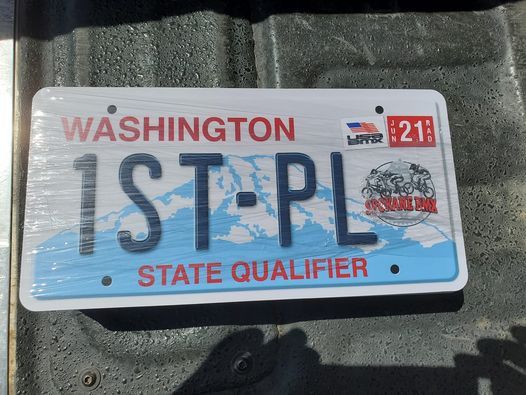 WASHINGTON
USA
BMX
JUN 21 RAD
1ST-PL
SPOKANE BMX
STATE QUALIFIER